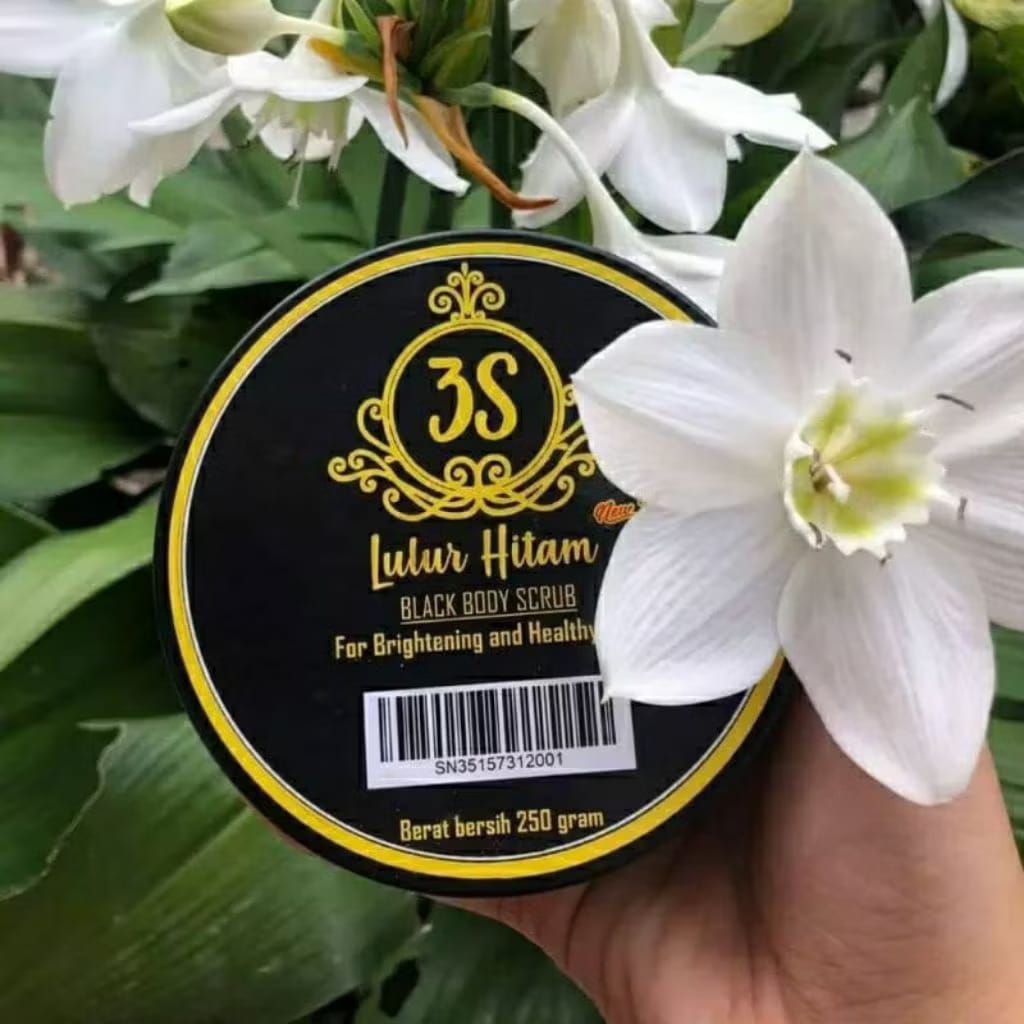 3S
New
Lulur Hitam
BLACK BODY SCRUB
For Brightening and Healthy
SN35157312001
Berat bersih 250 gram